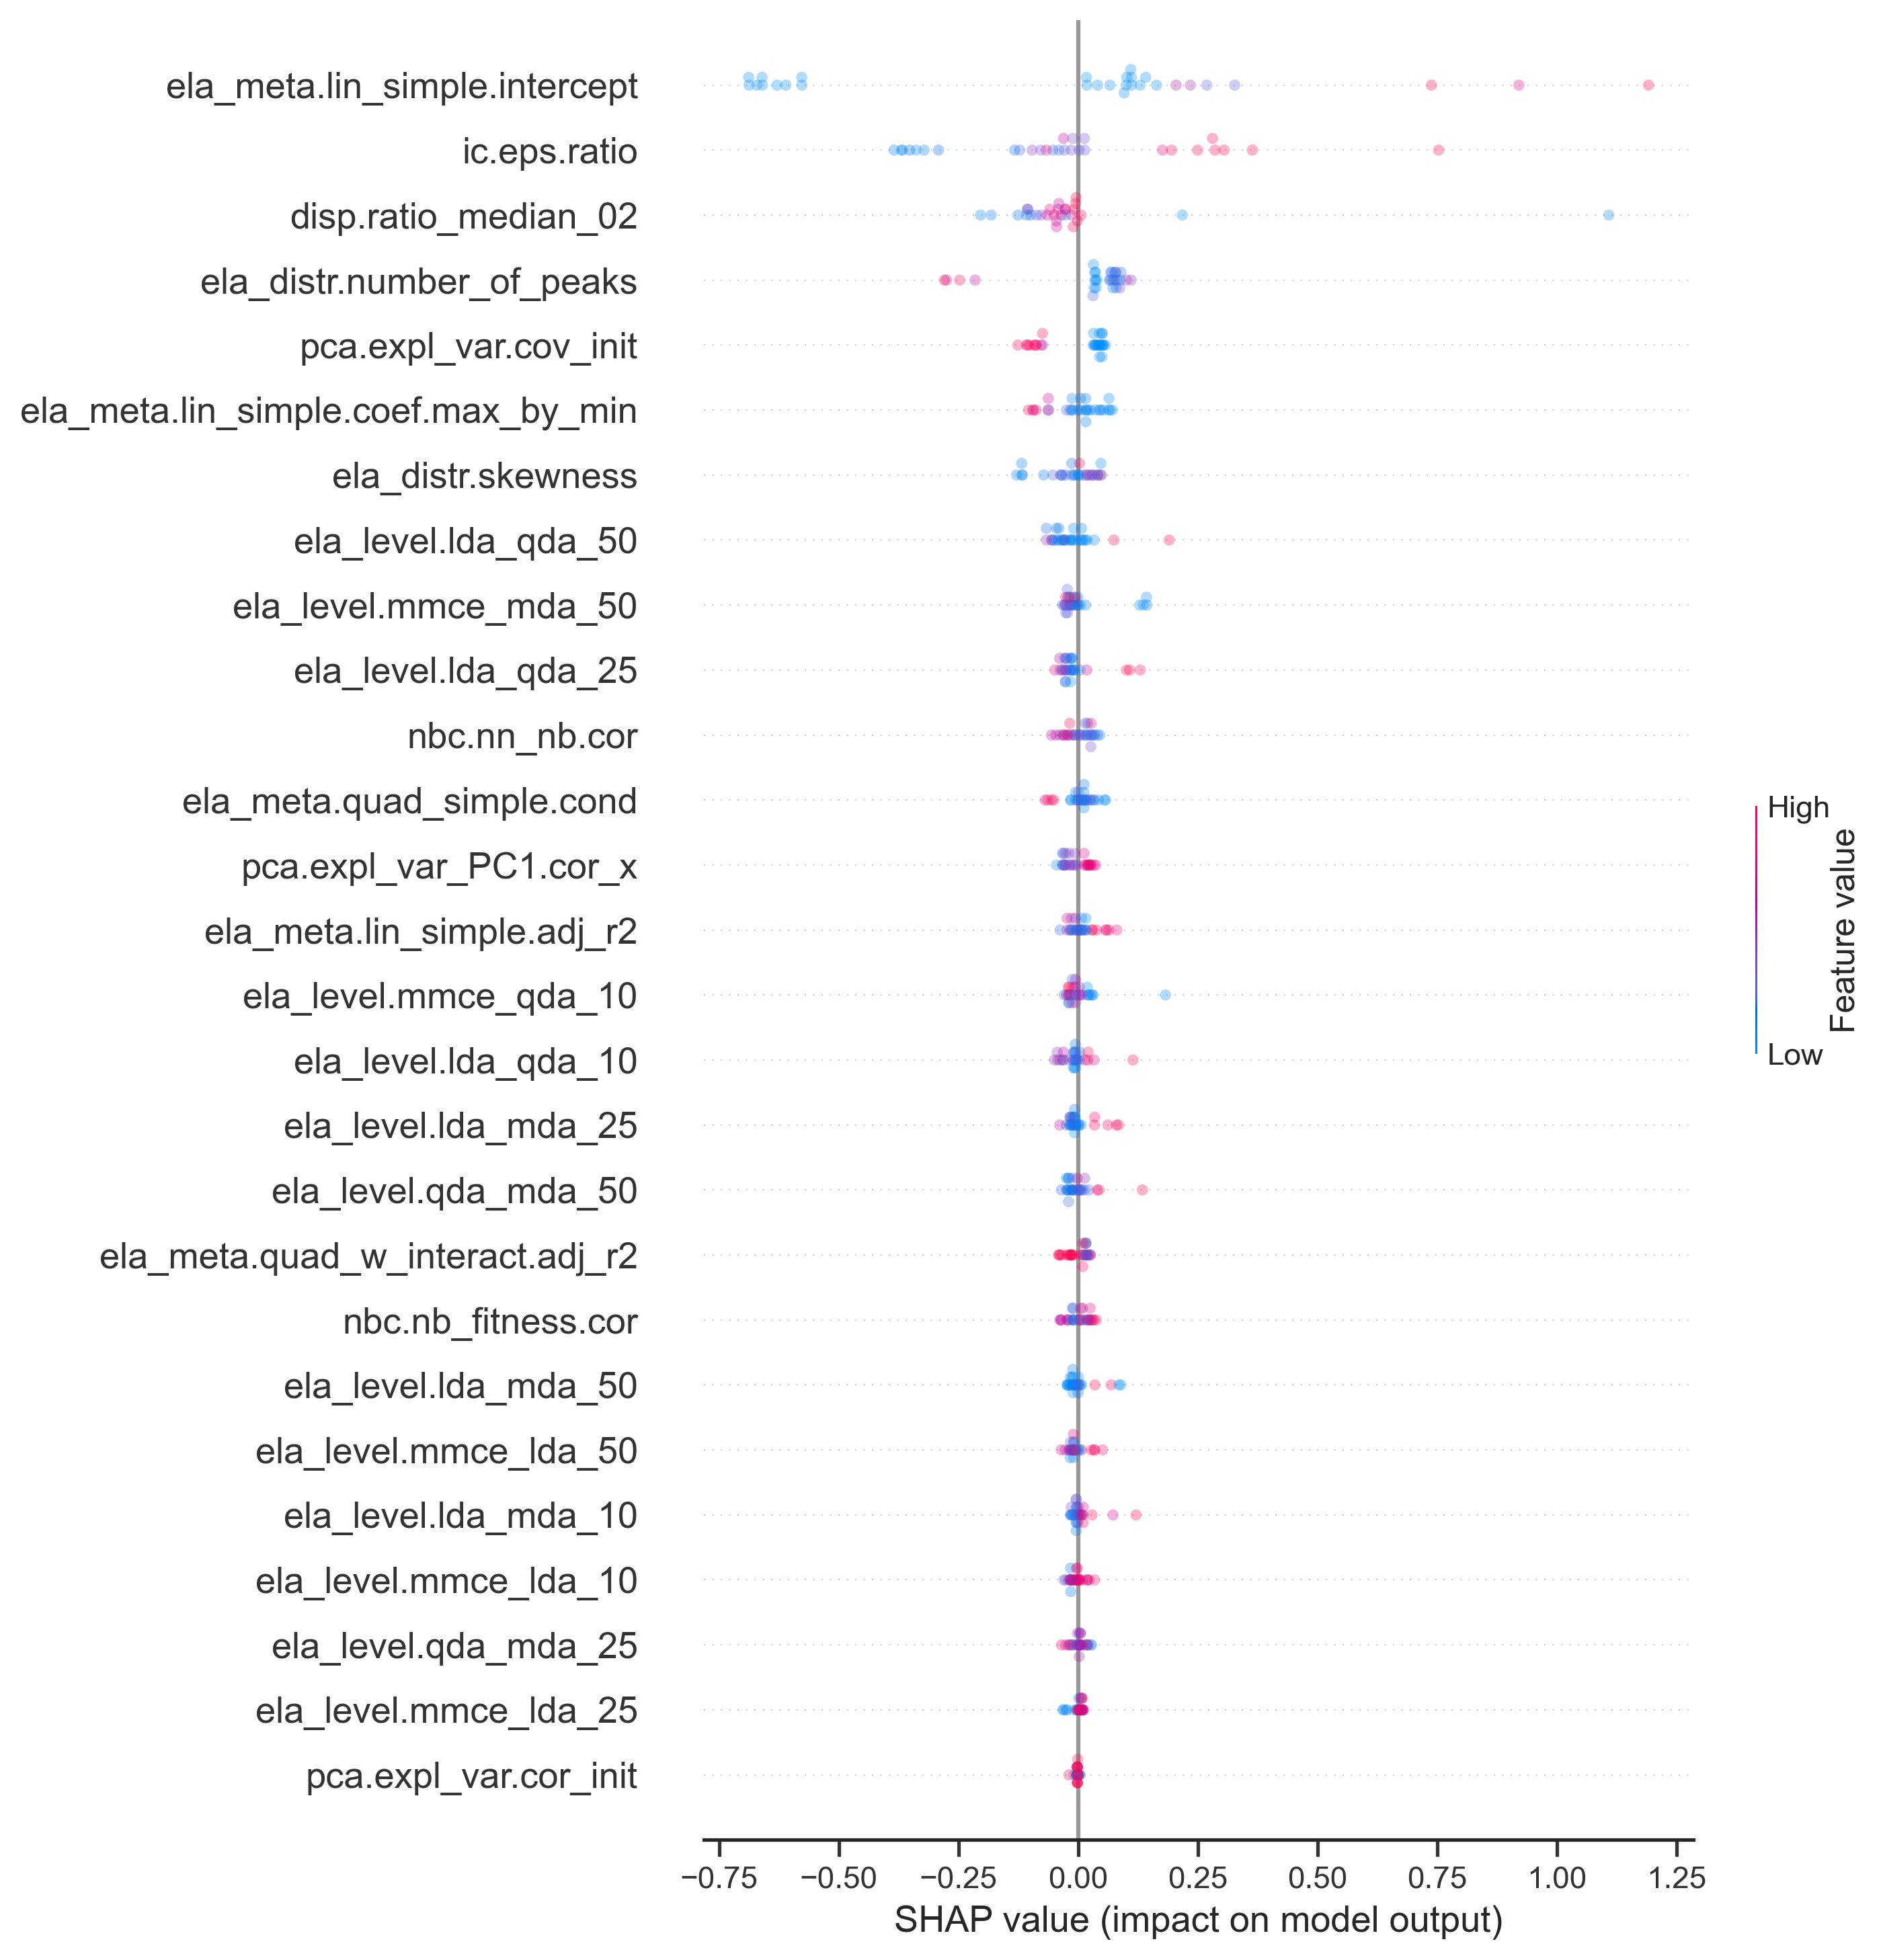 ela_meta.lin_simple.intercept
ic.eps.ratio
disp.ratio_median_02
ela_distr.number_of_peaks
pca.expl_var.cov_init
ela_meta.lin_simple.coef.max_by_min
ela_distr.skewness
ela_level.lda_qda_50
ela_level.mmce_mda_50
ela_level.lda_qda_25
nbc.nn_nb.cor
ela_meta.quad_simple.cond
pca.expl_var_PC1.cor_x
ela_meta.lin_simple.adj_r2
ela_level.mmce_qda_10
ela_level.lda_qda_10
ela_level.lda_mda_25
ela_level.qda_mda_50
ela_meta.quad_w_interact.adj_r2
nbc.nb_fitness.cor
ela_level.lda_mda_50
ela_level.mmce_lda_50
ela_level.lda_mda_10
ela_level.mmce_lda_10
ela_level.qda_mda_25
ela_level.mmce_lda_25
pca.expl_var.cor_init
−0.75 −0.50 −0.25 0.00 0.25 0.50 0.75 1.00 1.25
SHAP value (impact on model output)
High
Feature value
Low